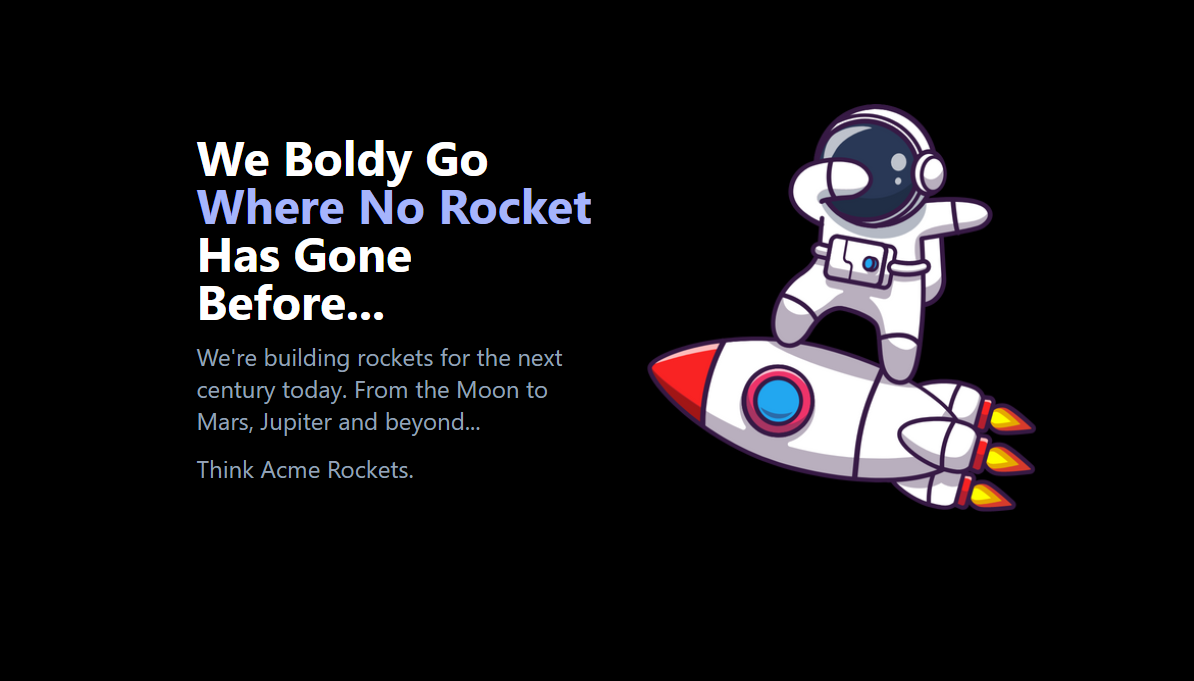 We Boldy Go
Where No Rocket
Has Gone
Before...
We're building rockets for the next
century today. From the Moon to
Mars, Jupiter and beyond...
Think Acme Rockets.